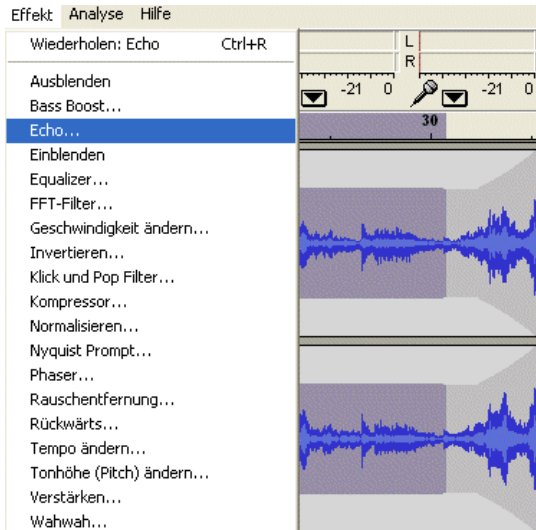 Effekt Analyse Hilfe
Wiederholen: Echo Ctrl+R
Ausblenden
Bass Boost...
Echo...
Einblenden
Equalizer...
FFT-Filter...
Geschwindigkeit ändern...
Invertieren...
Klick und Pop Filter...
Kompressor...
Normalisieren...
Nyquist Prompt...
Phaser...
Rauschentfernung...
Rückwärts...
Tempo ändern...
Tonhöhe (Pitch) ändern...
Verstärken...
Wahwah...
L
R
-21 0 -21 0
30